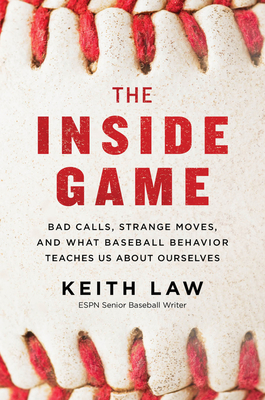 THE
INSIDE
GAME
BAD CALLS, STRANGE MOVES,
AND WHAT BASEBALL BEHAVIOR
TEACHES US ABOUT OURSELVES
KEITH LAW
ESPN Senior Baseball Writer